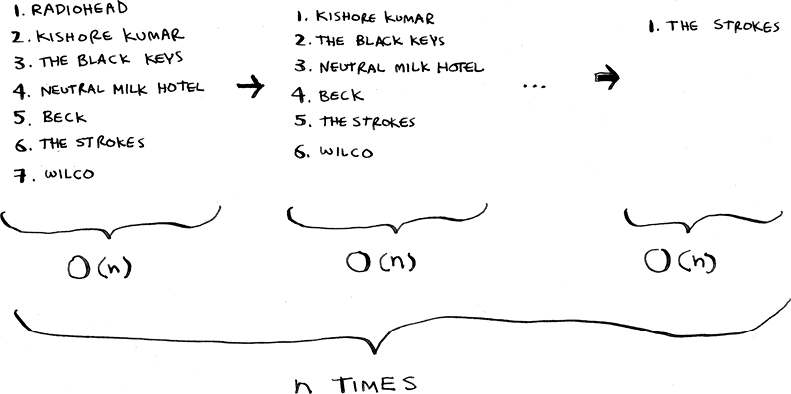 1. RADIOHEAD
2. KISHORE KUMAR
3. THE BLACK KEYS
4. NEUTRAL MILK HOTEL
5. BECK
6. THE STROKES
7. WILCO
1. KISHORE KUMAR
2. THE BLACK KEYS
3. NEUTRAL MILK HOTEL
4. BECK
5. THE STROKES
6. WILCO
...
1. THE STROKES
O(n)
O(n)
O(n)
n TIMES